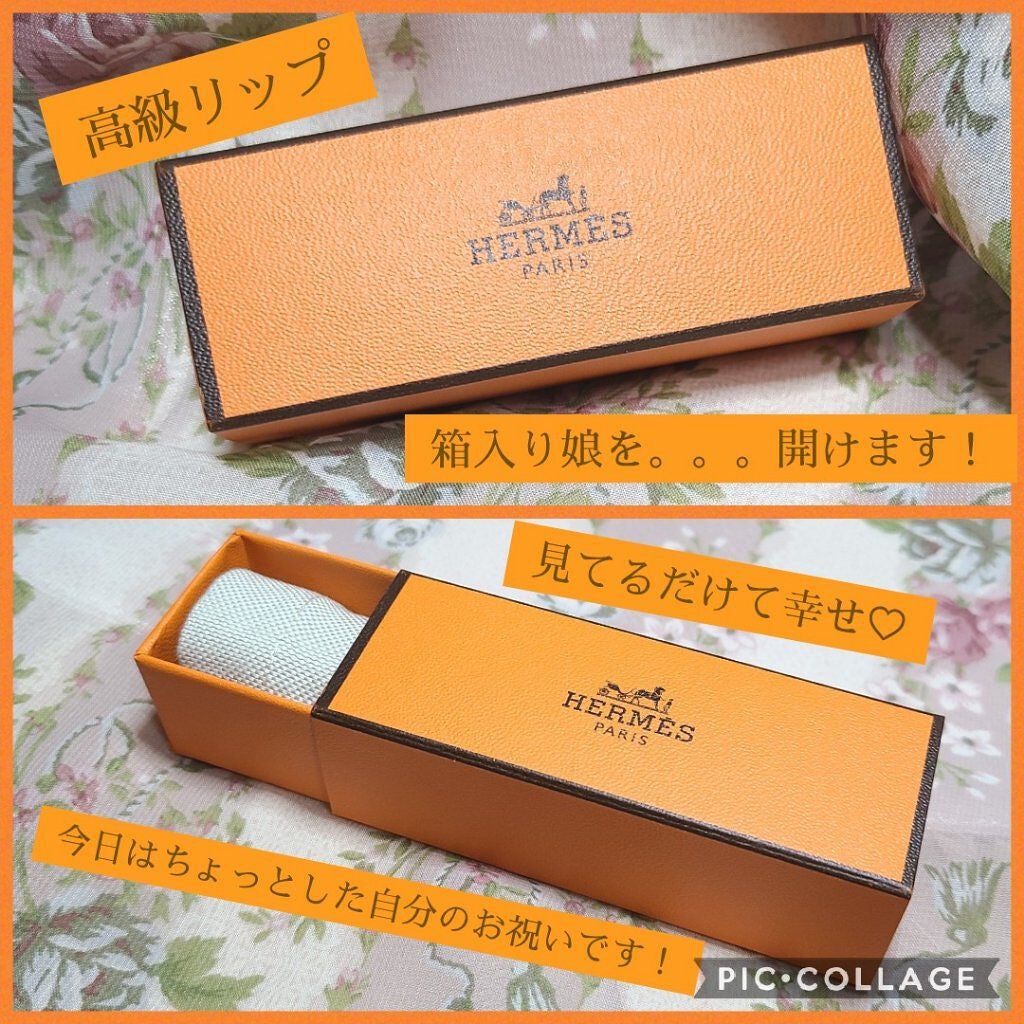 高級リップ
HERMÈS
PARIS
箱入り娘を。。。開けます！
見てるだけて幸せ♡
HERMÈS
PARIS
今日はちょっとした自分のお祝いです！
PIC•COLLAGE